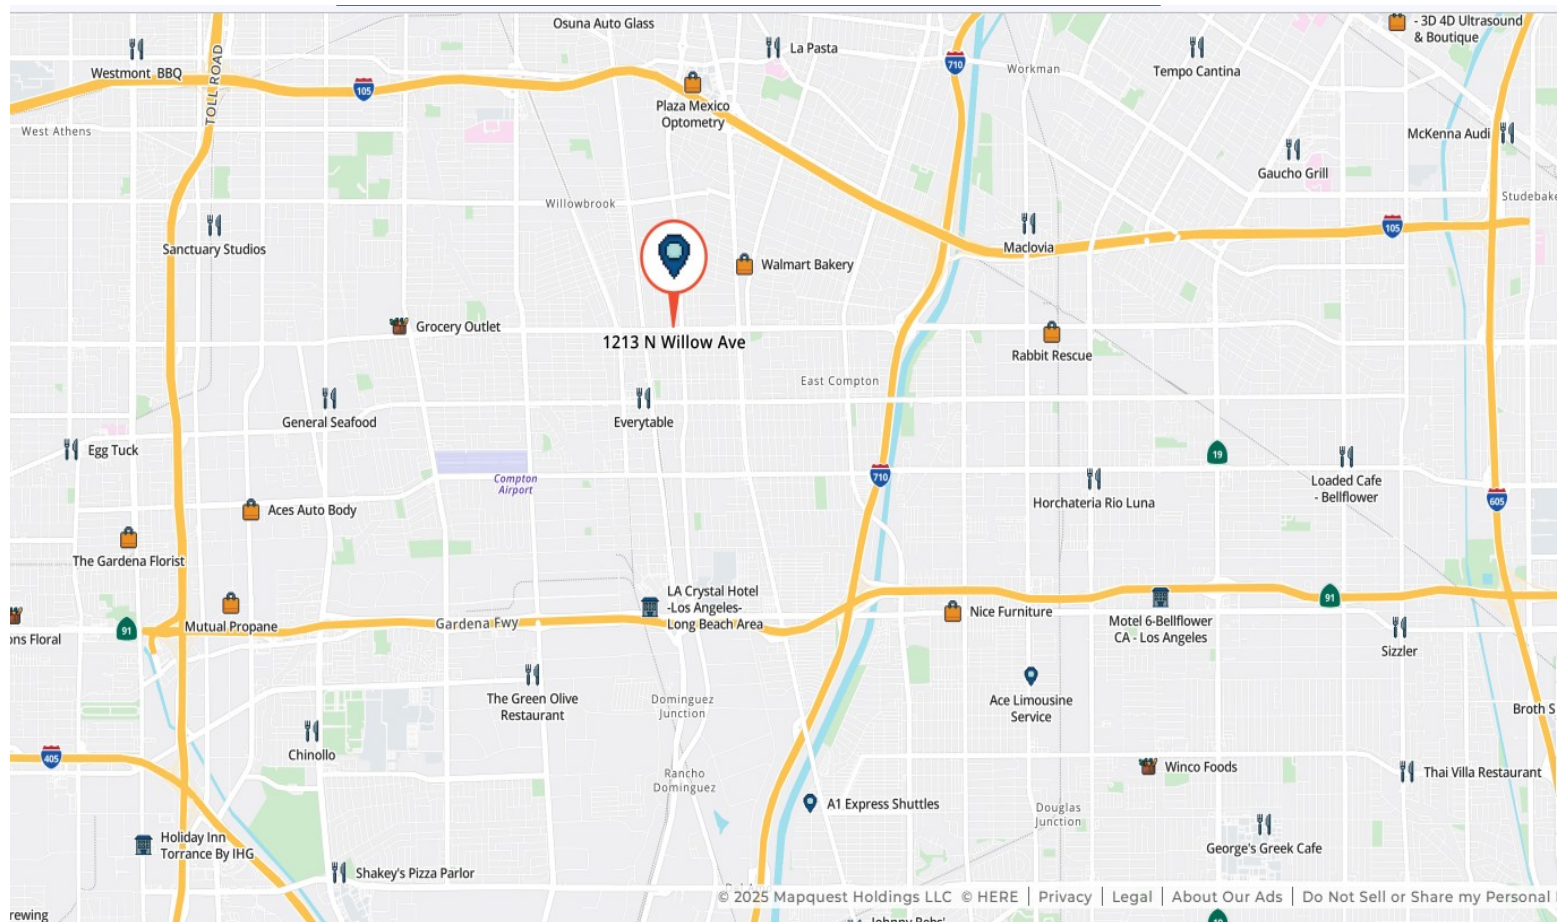 Osuna Auto Glass
- 3D 4D Ultrasound
& Boutique
La Pasta
710
Workman
Tempo Cantina
Westmont BBQ
TOLL ROAD
105
Plaza Mexico
Optometry
West Athens
McKenna Audi
Gaucho Grill
Willowbrook
Studebake
Sanctuary Studios
Maclovia
105
Walmart Bakery
Grocery Outlet
1213 N Willow Ave
Rabbit Rescue
East Compton
General Seafood
Everytable
Egg Tuck
19
Compton
Airport
710
Horchateria Rio Luna
Loaded Cafe
- Bellflower
605
Aces Auto Body
The Gardena Florist
LA Crystal Hotel
-Los Angeles-
Long Beach Area
Mutual Propane
Gardena Fwy
91
ons Floral
Nice Furniture
Motel 6-Bellflower
CA - Los Angeles
91
Sizzler
The Green Olive
Restaurant
Dominguez
Junction
Ace Limousine
Service
Broth S
Chinollo
405
Rancho
Dominguez
Winco Foods
Thai Villa Restaurant
A1 Express Shuttles
Douglas
Junction
Holiday Inn
Torrance By IHG
George's Greek Cafe
Shakey's Pizza Parlor
© 2025 Mapquest Holdings LLC © HERE | Privacy | Legal | About Our Ads | Do Not Sell or Share my Personal
rewing
Johnny Rebs'
19